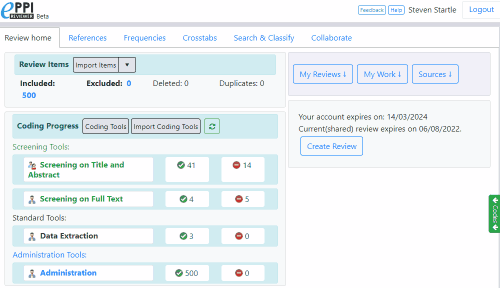 ePPI
REVIEWER Beta
Feedback Help Steven Startle Logout
Review home References Frequencies Crosstabs Search & Classify Collaborate
Review Items Import Items
Included: Excluded: 0 Deleted: 0 Duplicates: 0
500
My Reviews ↓ My Work ↓ Sources ↓
Coding Progress Coding Tools Import Coding Tools
Your account expires on: 14/03/2024
Current(shared) review expires on 06/08/2022.
Create Review
Screening Tools:
Screening on Title and
Abstract 41 14
Screening on Full Text 4 5
Standard Tools:
Data Extraction 3 0
Administration Tools:
Administration 500 0
Codes